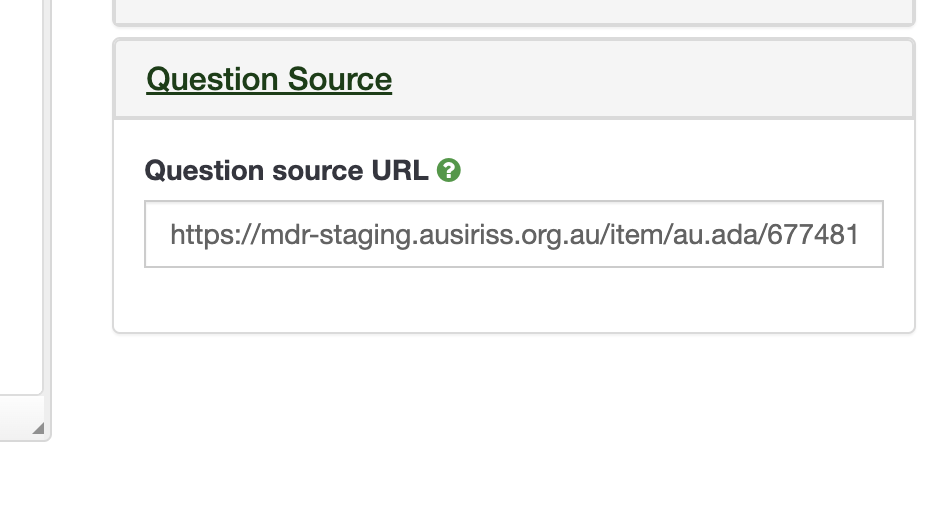 Question Source
Question source URL ?
https://mdr-staging.ausiriss.org.au/item/au.ada/677481